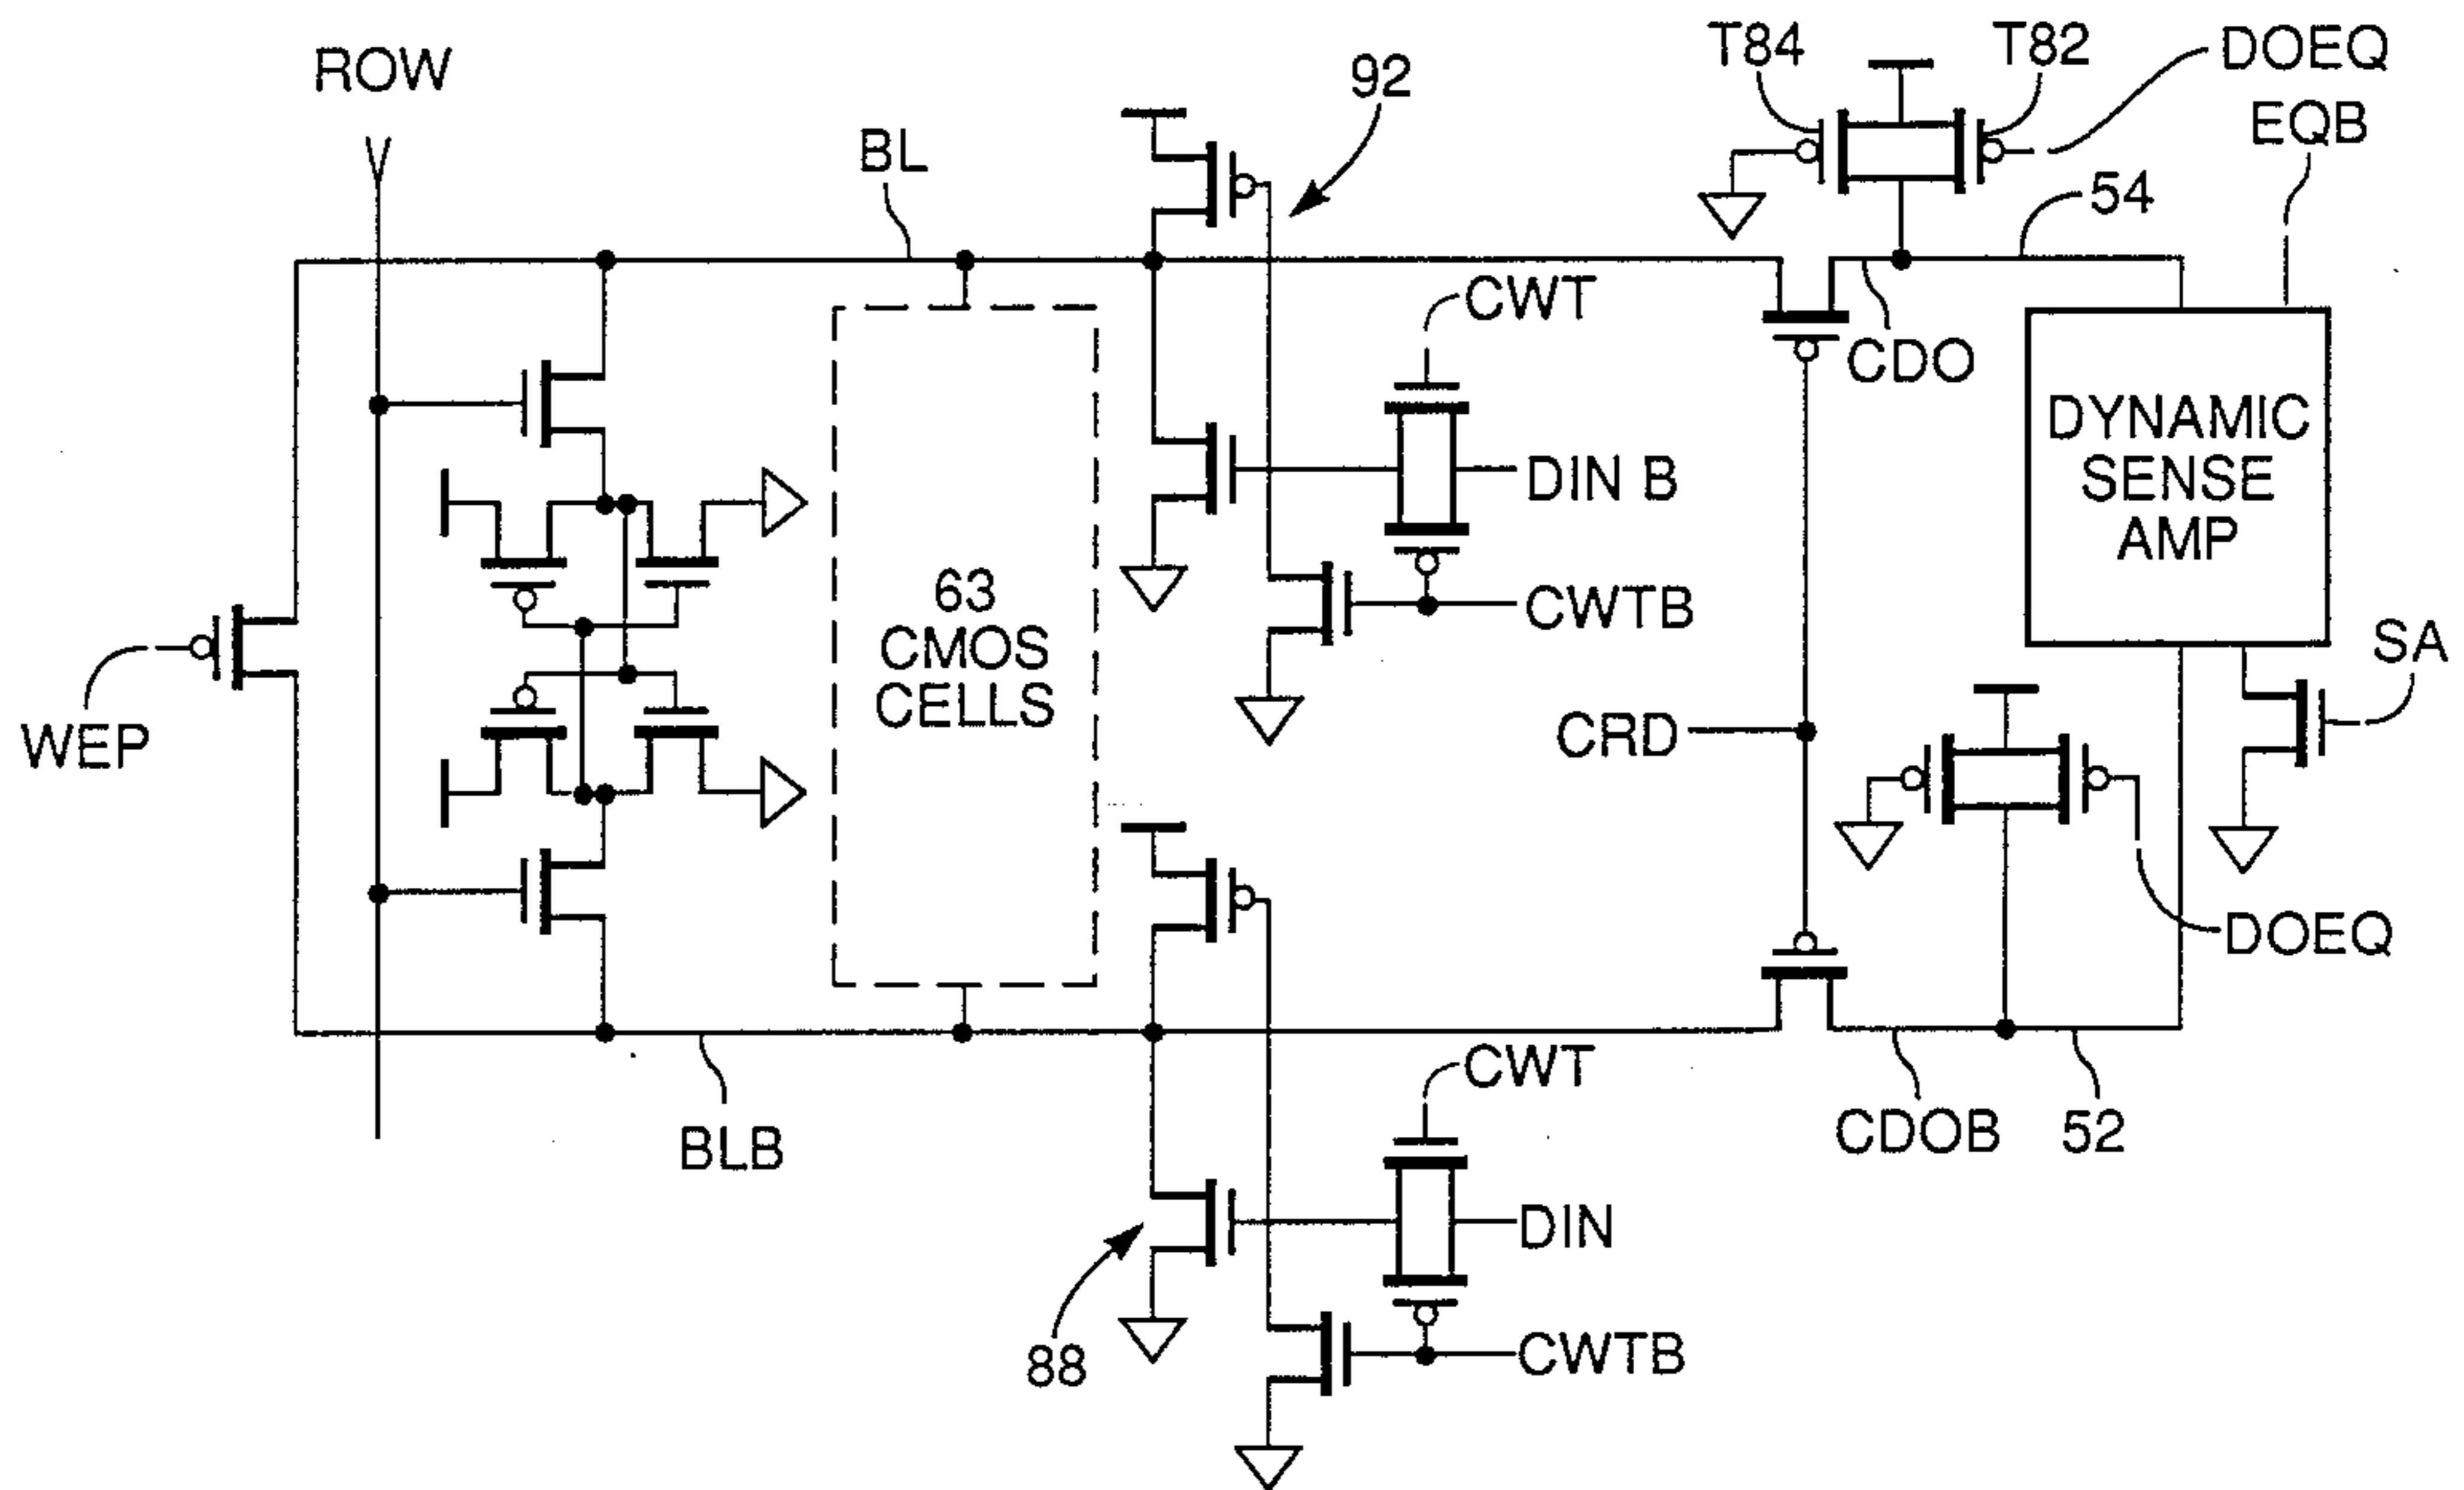 ROW
BL
92
T84
T82
DOEQ
EQB
54
CWT
CDO
DYNAMIC
SENSE
AMP
DIN B
63
CMOS
CELLS
CWTB
SA
WEP
CRD
DOEQ
BLB
CWT
CDOB
52
DIN
88
CWTB